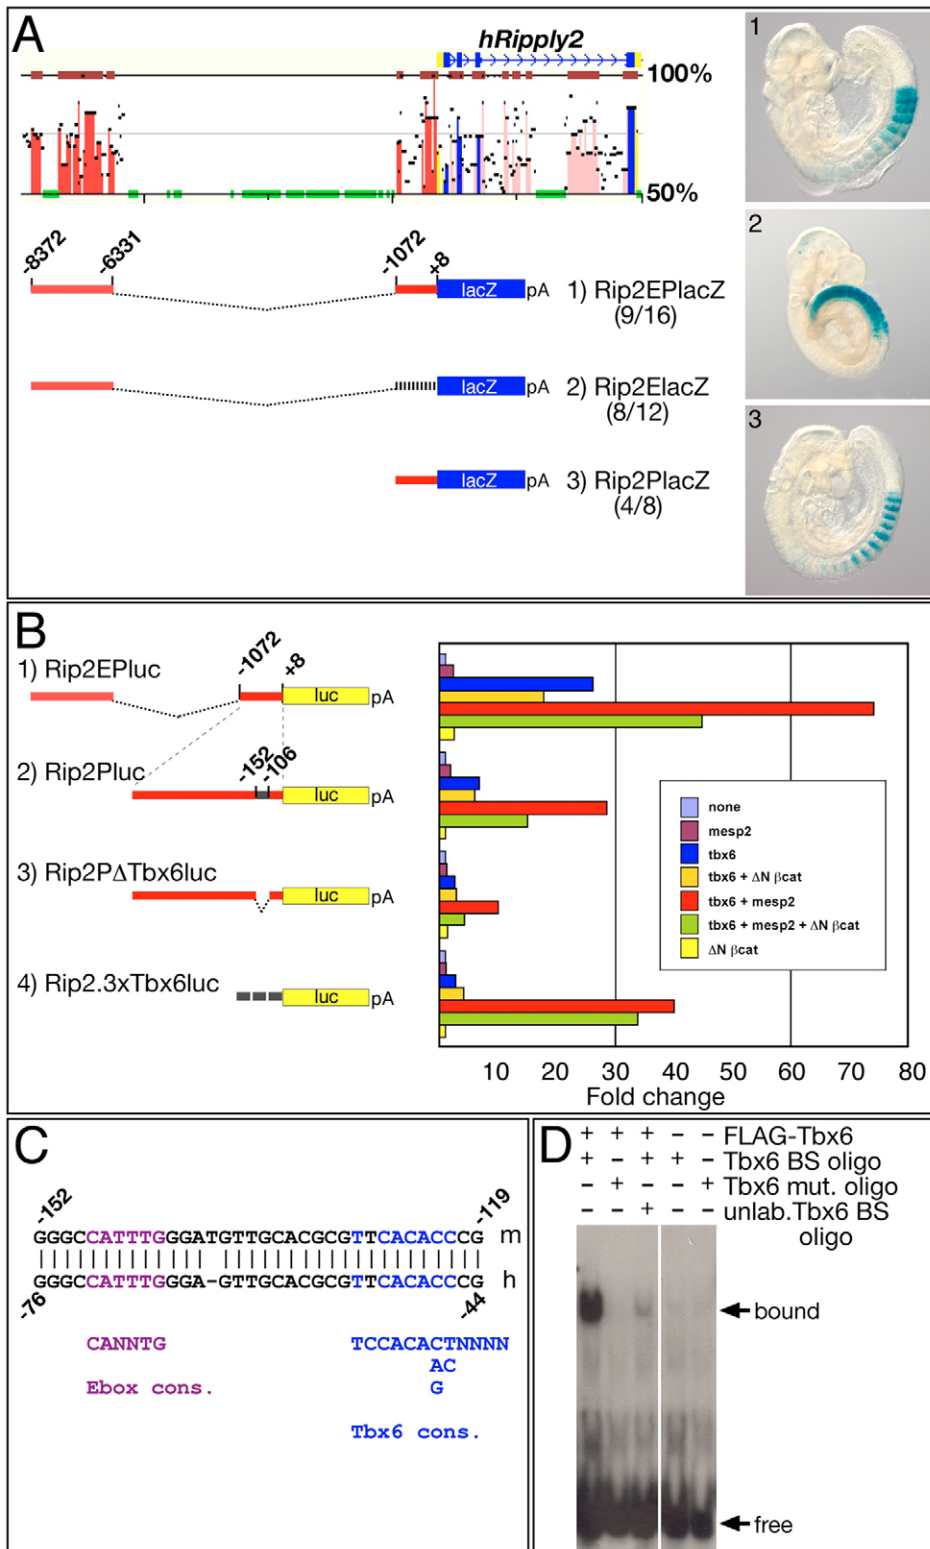 A
hRipply2
100%
50%
-8372
-6331
-1072
+8
lacZ pA
1) Rip2EPlacZ
(9/16)
lacZ pA
2) Rip2ElacZ
(8/12)
lacZ pA
3) Rip2PlacZ
(4/8)
1
2
3
B
1) Rip2EPluc
-1072
+8
luc pA
2) Rip2Pluc
-152
-106
luc pA
3) Rip2PΔTbx6luc
luc pA
4) Rip2.3xTbx6luc
luc pA
none
mesp2
tbx6
tbx6 + ΔN βcat
tbx6 + mesp2
tbx6 + mesp2 + ΔN βcat
ΔN βcat
10 20 30 40 50 60 70 80
Fold change
C
-152
-119
GGGCCATTTGGGATGTTGCACGCGTTCACACCCG m
GGGCCATTTGGGA-GTTGCACGCGTTCACACCCG h
-76
-44
CANNTG
TCCACACTNNNN
AC
Ebox cons.
G
Tbx6 cons.
D
+ + + – – FLAG-Tbx6
+ – + + – Tbx6 BS oligo
– + – – + Tbx6 mut. oligo
– – + – – unlab.Tbx6 BS
oligo
bound
free